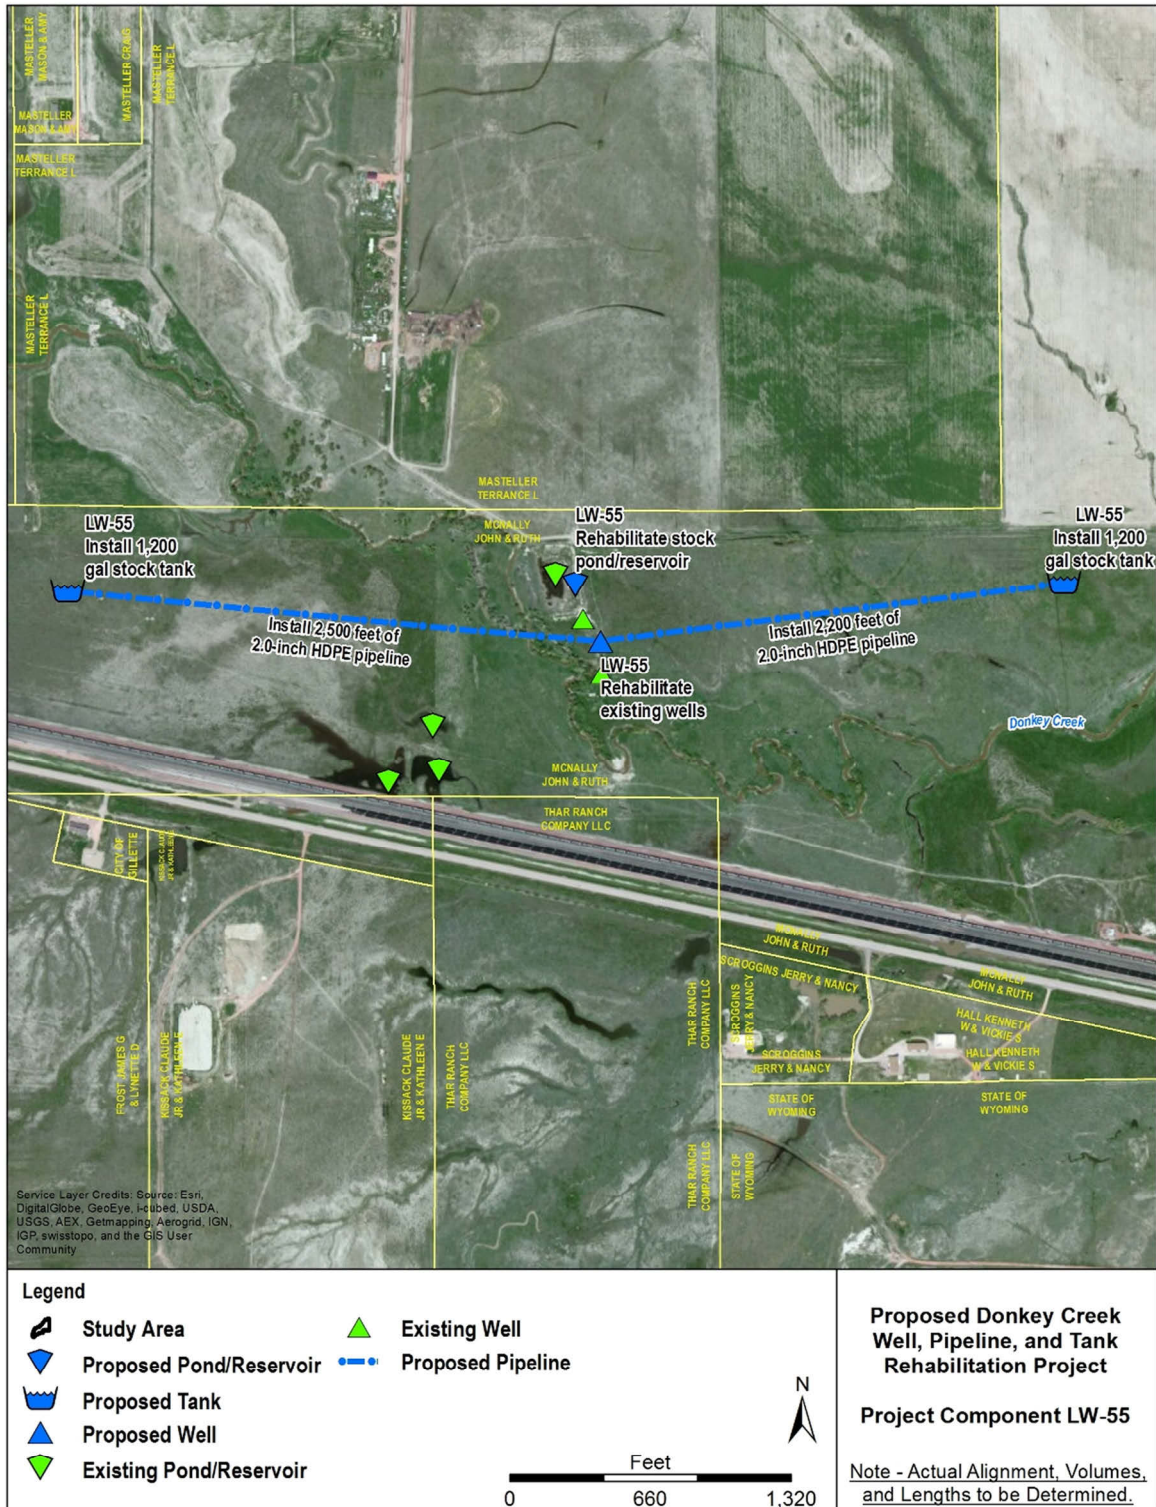 MASTELLER
MASON & AMY
MASTELLER CRAIG
MASTELLER
TERRANCE L
MASTELLER
MASON & AMY
MASTELLER
TERRANCE L
MASTELLER
TERRANCE L
MASTELLER
TERRANCE L
MCNALLY
JOHN & RUTH
LW-55
Install 1,200
gal stock tank
LW-55
Rehabilitate stock
pond/reservoir
LW-55
Install 1,200
gal stock tank
Install 2,500 feet of
2.0-inch HDPE pipeline
Install 2,200 feet of
2.0-inch HDPE pipeline
LW-55
Rehabilitate
existing wells
Donkey Creek
MCNALLY
JOHN & RUTH
THAR RANCH
COMPANY LLC
CITY OF
GILLETTE
KISSACK CLAUDE
JR & KATHLEEN E
MCNALLY
JOHN & RUTH
SCROGGINS JERRY & NANCY
MCNALLY
JOHN & RUTH
THAR RANCH
COMPANY LLC
SCROGGINS
JERRY & NANCY
HALL KENNETH
W & VICKIE S
SCROGGINS
JERRY & NANCY
HALL KENNETH
W & VICKIE S
FROST JAMES G
& LYNETTE D
KISSACK CLAUDE
JR & KATHLEEN E
KISSACK CLAUDE
JR & KATHLEEN E
THAR RANCH
COMPANY LLC
STATE OF
WYOMING
STATE OF
WYOMING
THAR RANCH
COMPANY LLC
STATE OF
WYOMING
Service Layer Credits: Source: Esri,
DigitalGlobe, GeoEye, i-cubed, USDA,
USGS, AEX, Getmapping, Aerogrid, IGN,
IGP, swisstopo, and the GIS User
Community
Legend
Study Area
Proposed Pond/Reservoir
Proposed Tank
Proposed Well
Existing Pond/Reservoir
Existing Well
Proposed Pipeline
N
Feet
0 660 1,320
Proposed Donkey Creek
Well, Pipeline, and Tank
Rehabilitation Project
Project Component LW-55
Note - Actual Alignment, Volumes,
and Lengths to be Determined.